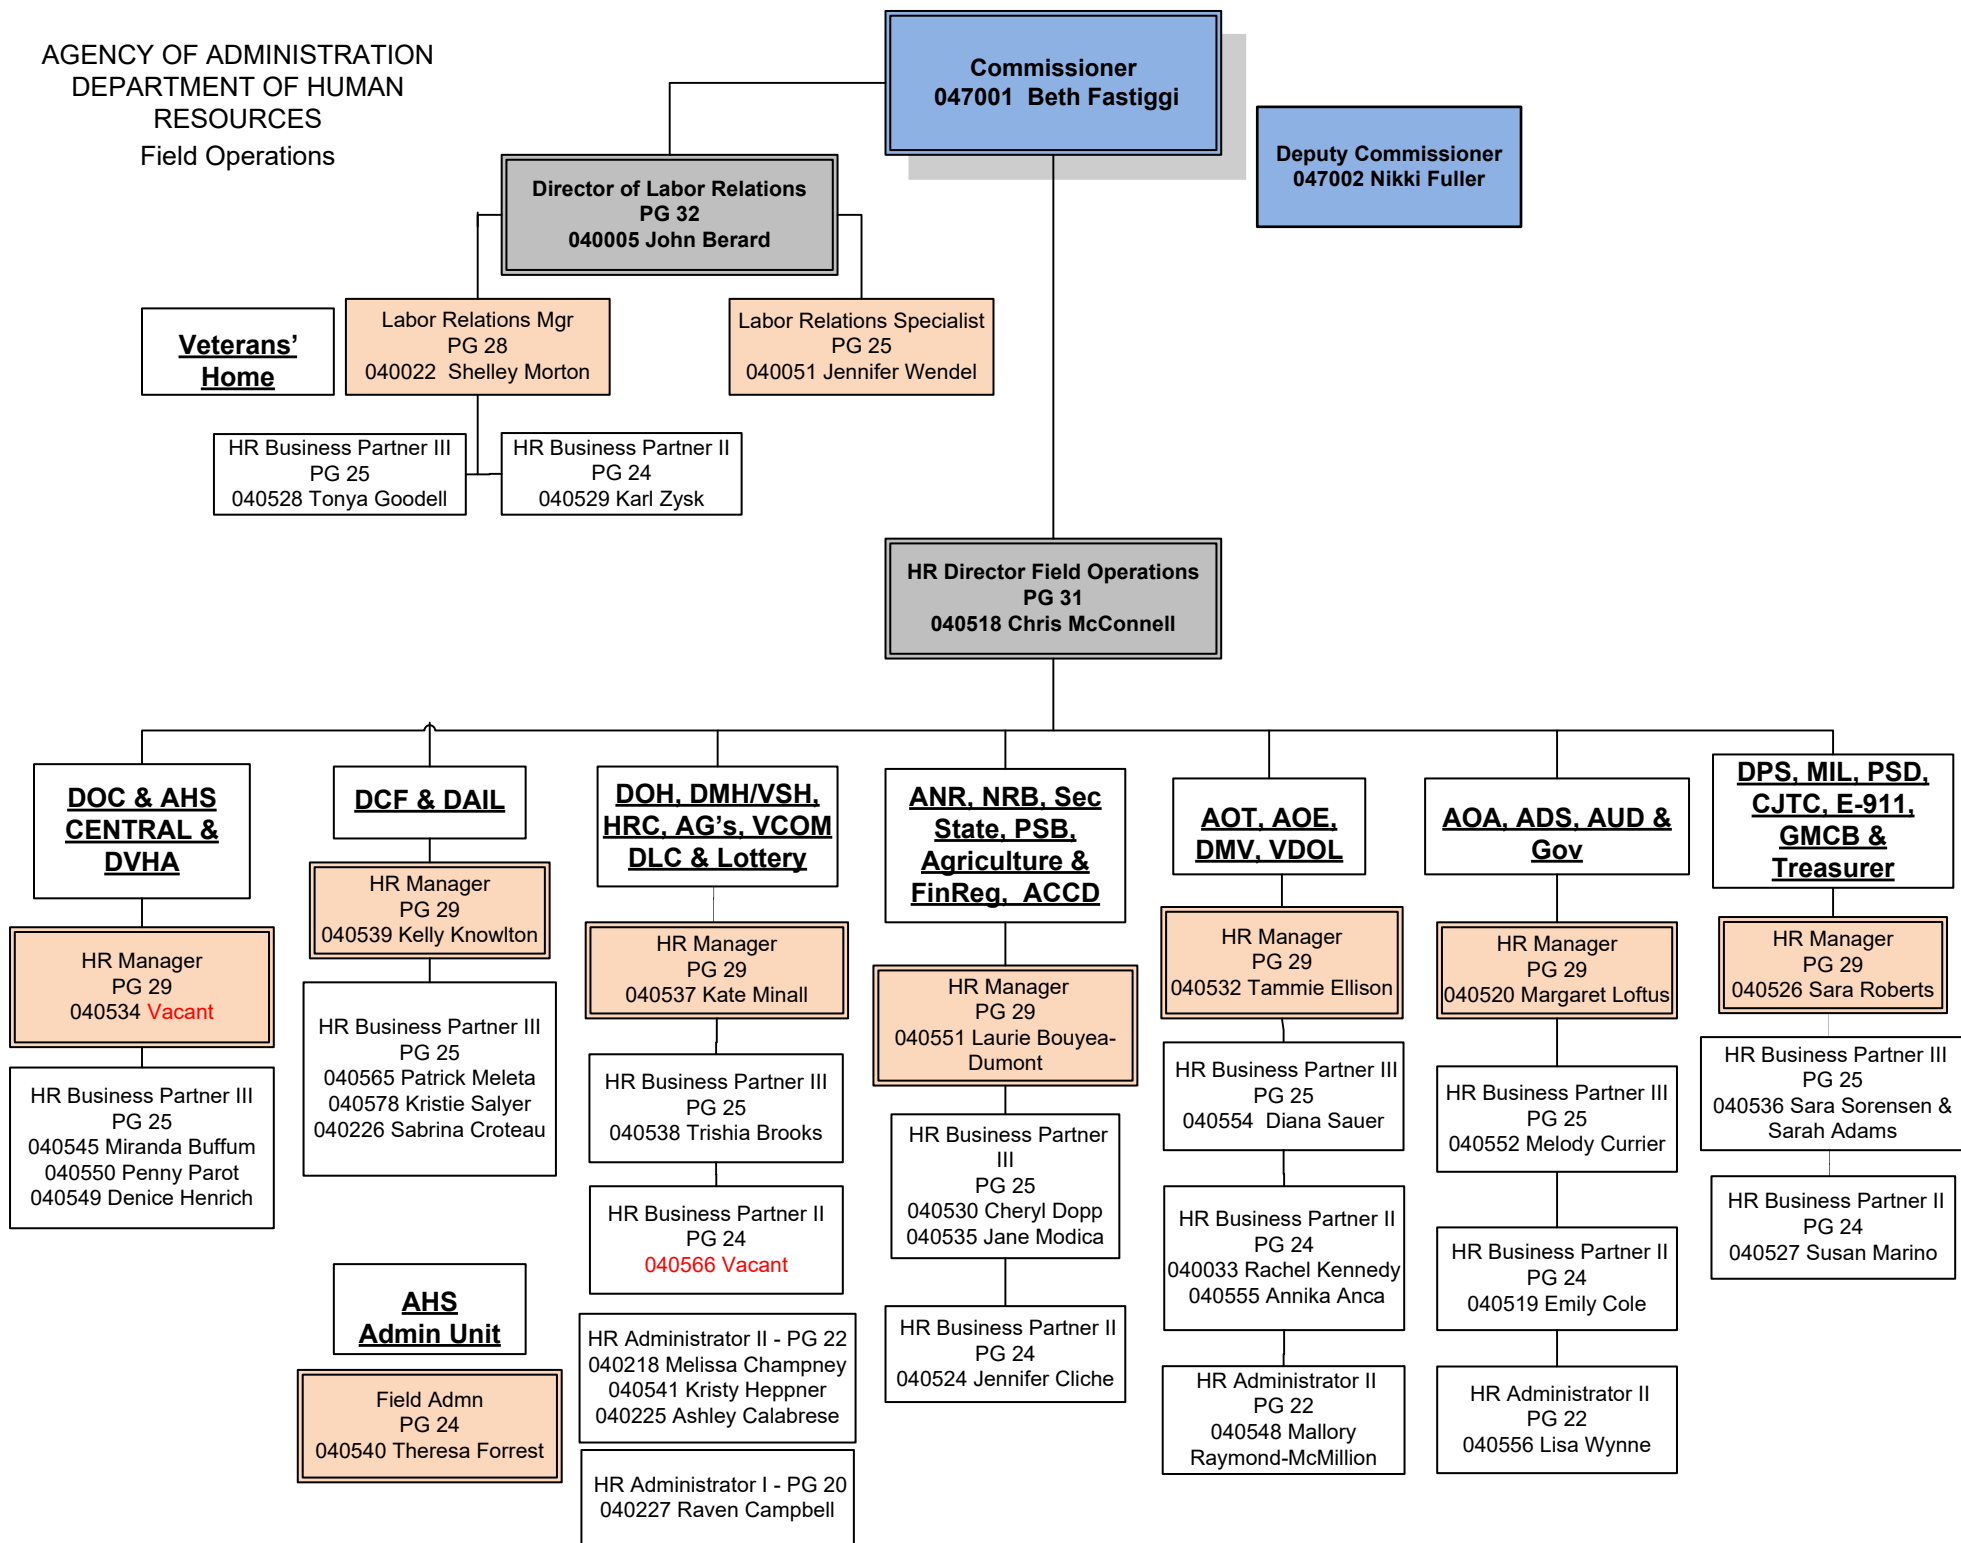 AGENCY OF ADMINISTRATION
DEPARTMENT OF HUMAN
RESOURCES
Field Operations
Commissioner
047001  Beth Fastiggi
Deputy Commissioner
047002 Nikki Fuller
Director of Labor Relations
PG 32
040005 John Berard
Veterans’
Home
Labor Relations Mgr
PG 28
040022  Shelley Morton
Labor Relations Specialist
PG 25
040051 Jennifer Wendel
HR Business Partner III
PG 25
040528 Tonya Goodell
HR Business Partner II
PG 24
040529 Karl Zysk
HR Director Field Operations
PG 31
040518 Chris McConnell
DOC & AHS
CENTRAL &
DVHA
HR Manager
PG 29
040534 Vacant
HR Business Partner III
PG 25
040545 Miranda Buffum
040550 Penny Parot
040549 Denice Henrich
DCF & DAIL
HR Manager
PG 29
040539 Kelly Knowlton
HR Business Partner III
PG 25
040565 Patrick Meleta
040578 Kristie Salyer
040226 Sabrina Croteau
AHS
Admin Unit
Field Admn
PG 24
040540 Theresa Forrest
DOH, DMH/VSH,
HRC, AG’s, VCOM
DLC & Lottery
HR Manager
PG 29
040537 Kate Minall
HR Business Partner III
PG 25
040538 Trishia Brooks
HR Business Partner II
PG 24
040566 Vacant
HR Administrator II - PG 22
040218 Melissa Champney
040541 Kristy Heppner
040225 Ashley Calabrese
HR Administrator I - PG 20
040227 Raven Campbell
ANR, NRB, Sec
State, PSB,
Agriculture &
FinReg,  ACCD
HR Manager
PG 29
040551 Laurie Bouyea-
Dumont
HR Business Partner
III
PG 25
040530 Cheryl Dopp
040535 Jane Modica
HR Business Partner II
PG 24
040524 Jennifer Cliche
AOT, AOE,
DMV, VDOL
HR Manager
PG 29
040532 Tammie Ellison
HR Business Partner III
PG 25
040554  Diana Sauer
HR Business Partner II
PG 24
040033 Rachel Kennedy
040555 Annika Anca
HR Administrator II
PG 22
040548 Mallory
Raymond-McMillion
AOA, ADS, AUD &
Gov
HR Manager
PG 29
040520 Margaret Loftus
HR Business Partner III
PG 25
040552 Melody Currier
HR Business Partner II
PG 24
040519 Emily Cole
HR Administrator II
PG 22
040556 Lisa Wynne
DPS, MIL, PSD,
CJTC, E-911,
GMCB &
Treasurer
HR Manager
PG 29
040526 Sara Roberts
HR Business Partner III
PG 25
040536 Sara Sorensen &
Sarah Adams
HR Business Partner II
PG 24
040527 Susan Marino